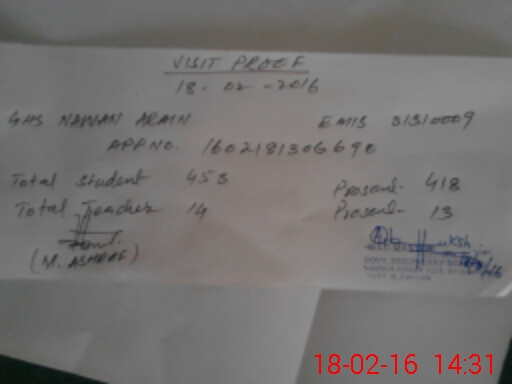 VISIT PROOF
18-02-2016
GHS NAWAN ARAIN EMIS 31310009
APP NO. 1602181306690
Total Student 453 Present- 418
Total Teacher 14 Present- 13
(M. ASHRAF)
18-02-16 14:31